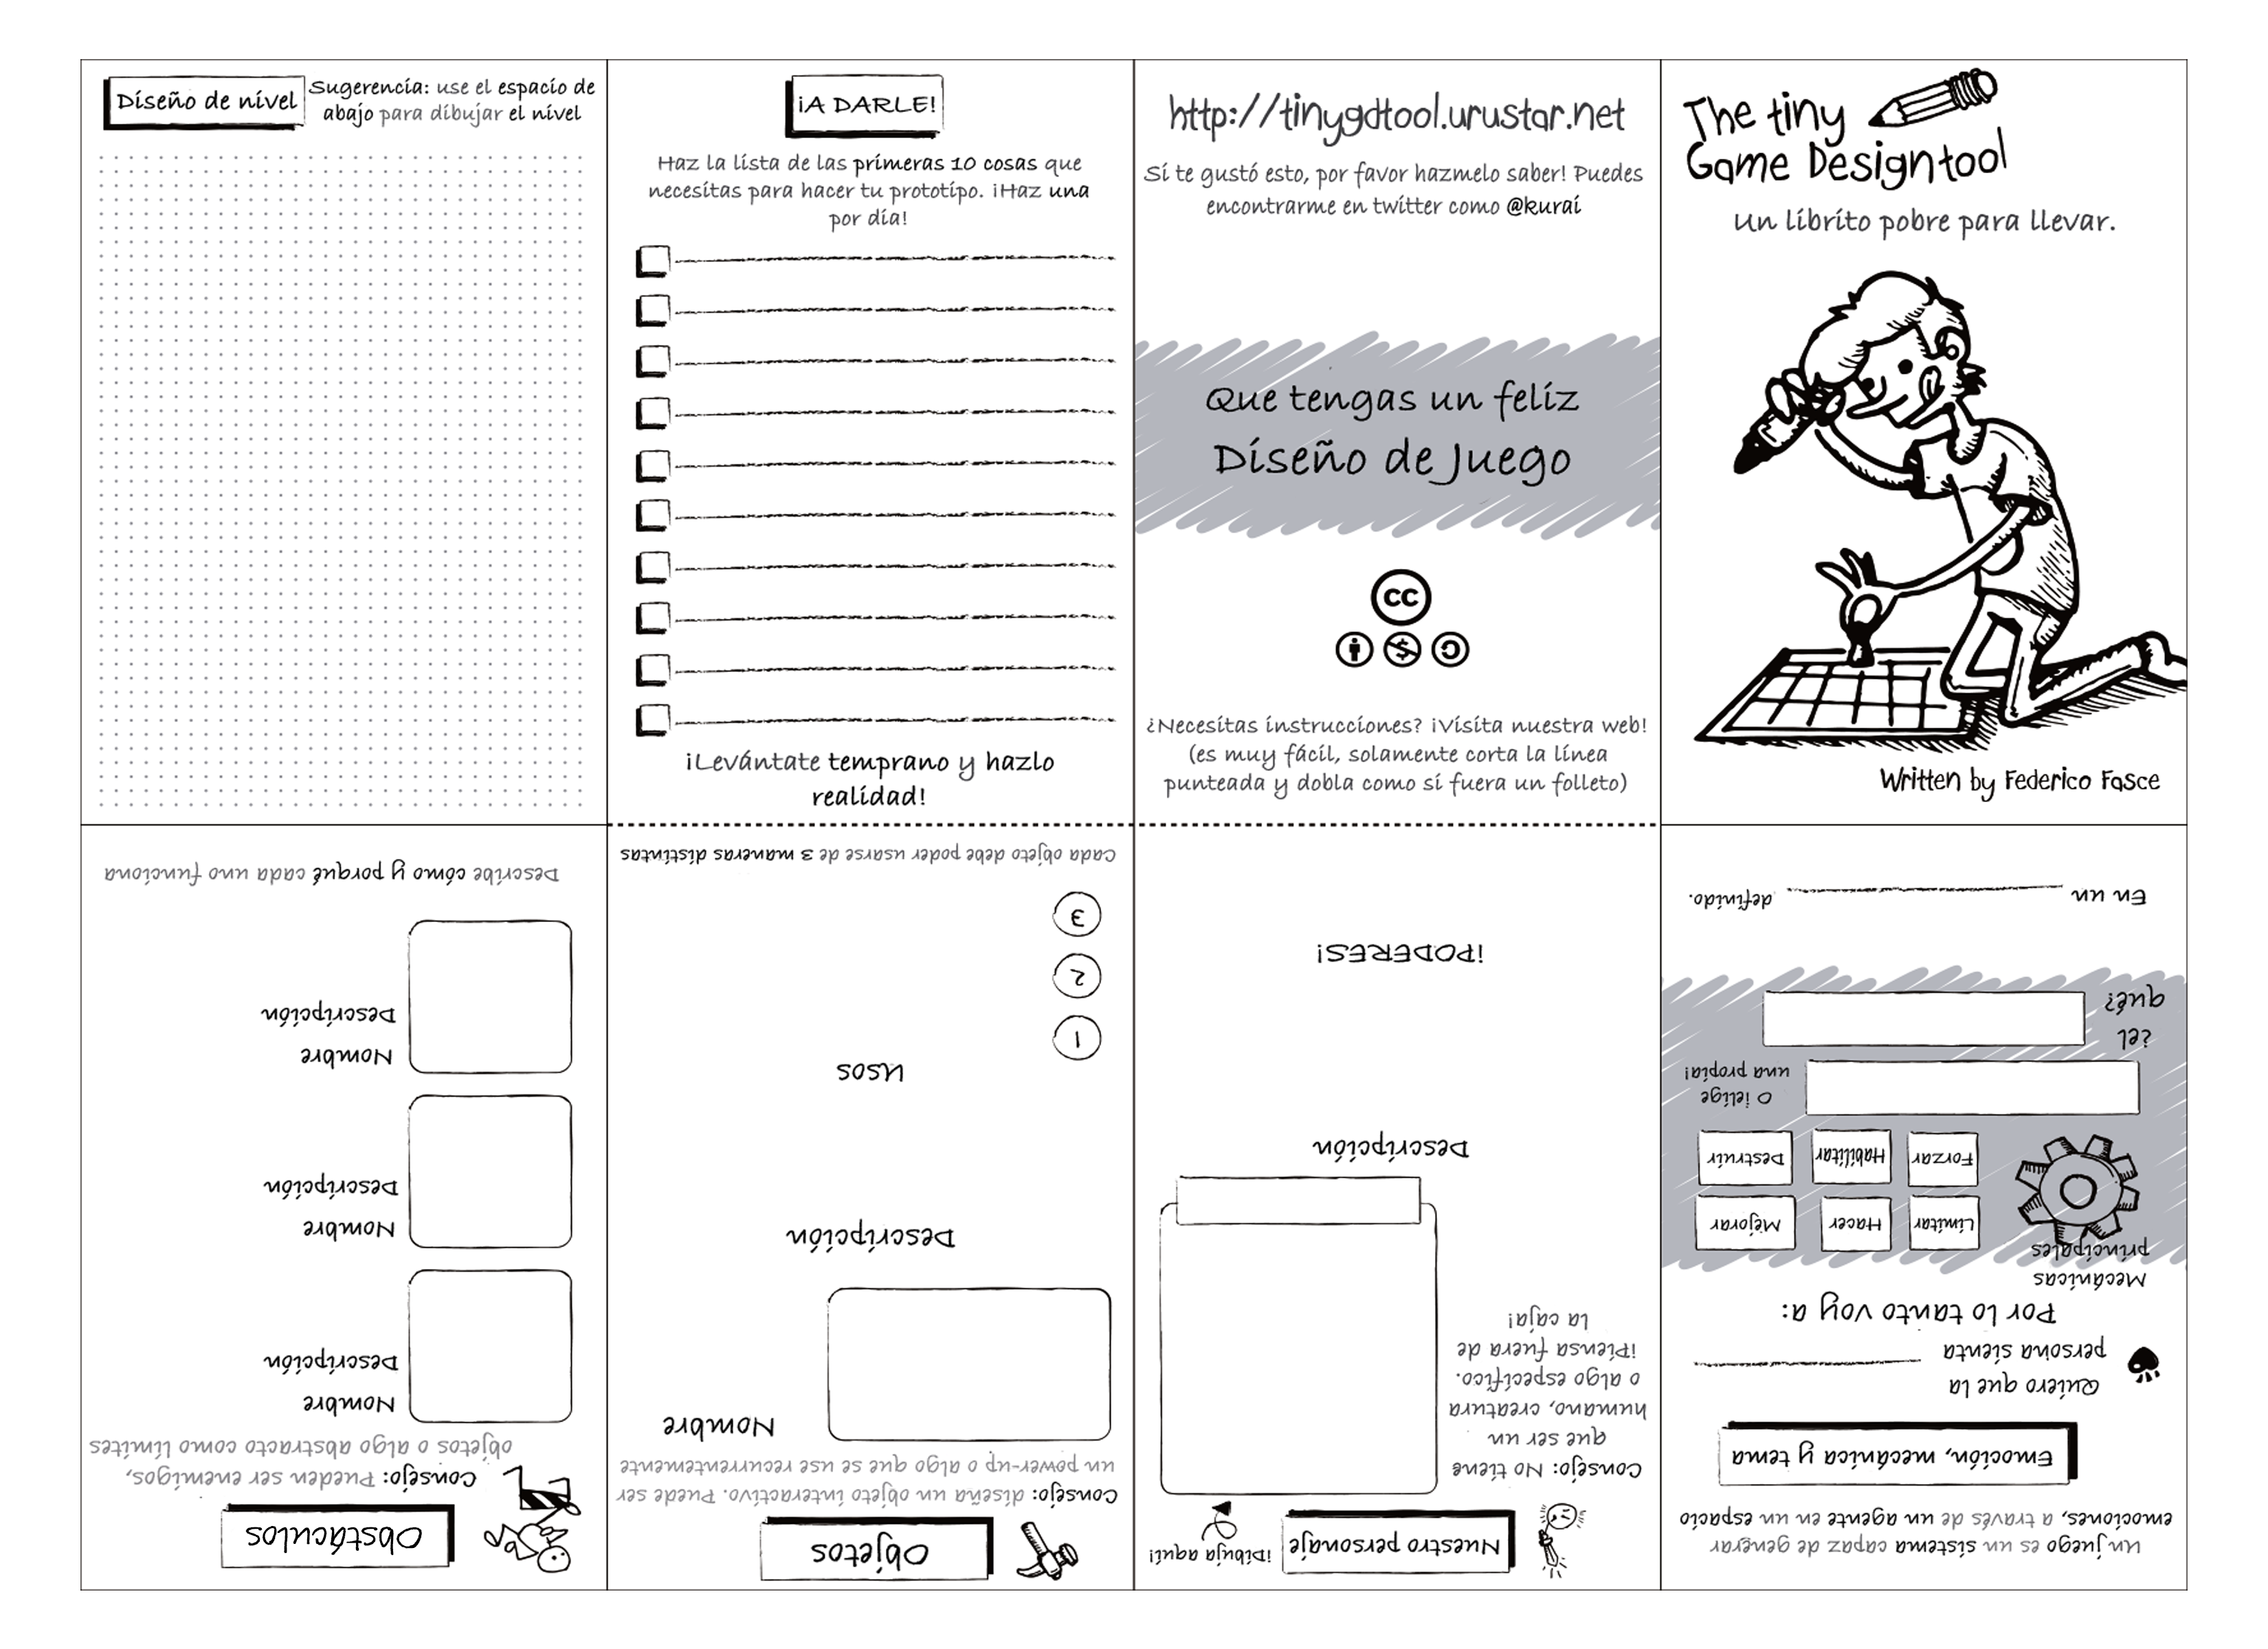 Diseño de nivel
Sugerencia: use el espacio de
abajo para dibujar el nivel
¡A DARLE!
Haz la lista de las primeras 10 cosas que
necesitas para hacer tu prototipo. ¡Haz una
por día!
¡Levántate temprano y hazlo
realidad!
http://tinygdtool.urustar.net
Si te gustó esto, por favor hazmelo saber! Puedes
encontrarme en twitter como @kurai
Que tengas un feliz
Diseño de Juego
cc
¿Necesitas instrucciones? ¡Visita nuestra web!
(es muy fácil, solamente corta la línea
punteada y dobla como si fuera un folleto)
The tiny
Game Design tool
Un librito pobre para llevar.
Written by Federico Fasce
Un juego es un sistema capaz de generar
emociones, a través de un agente en un espacio
Emoción, mecánica y tema
Quiero que la
persona sienta
Por lo tanto voy a:
Mecánicas
principales
Limitar
Hacer
Mejorar
Forzar
Habilitar
Destruir
O ¡elige
una propia!
¿el
qué?
En un
definido.
Nuestro personaje
¡Dibuja aquí!
Consejo: No tiene
que ser un
humano, creatura
o algo específico.
¡Piensa fuera de
la caja!
Descripción
¡PODERES!
Objetos
Consejo: diseña un objeto interactivo. Puede ser
un power-up o algo que se use recurrentemente
Nombre
Descripción
Usos
1
2
3
Cada objeto debe poder usarse de 3 maneras distintas
Obstáculos
Consejo: Pueden ser enemigos,
objetos o algo abstracto como límites
Nombre
Descripción
Nombre
Descripción
Nombre
Descripción
Describe cómo y porqué cada uno funciona